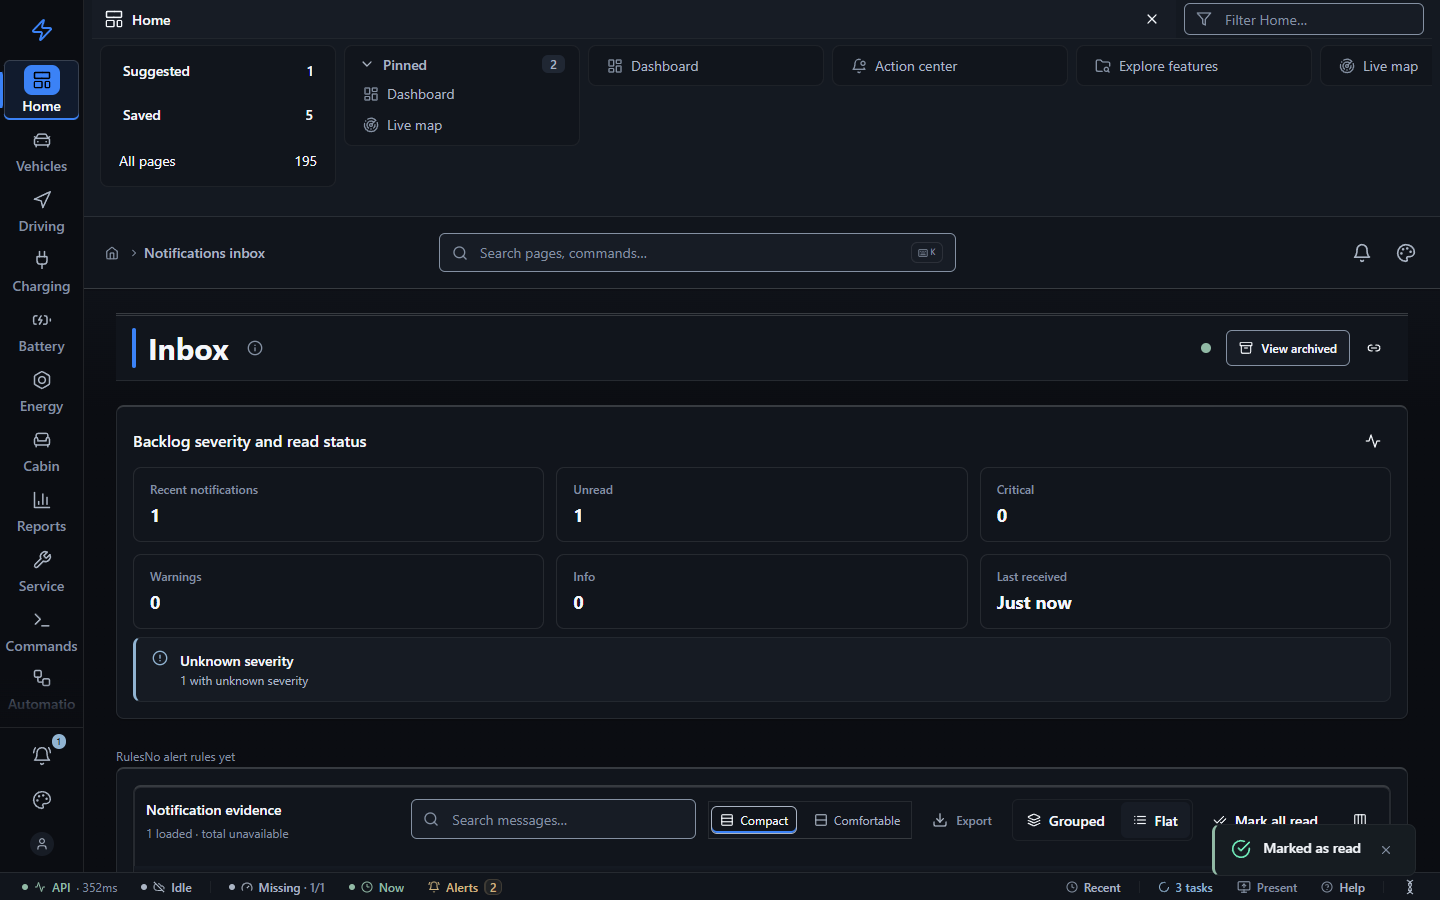 Home
Filter Home...
Suggested 1
Saved 5
All pages 195
Pinned 2
Dashboard
Live map
Dashboard
Action center
Explore features
Live map
Home
Vehicles
Driving
Charging
Battery
Energy
Cabin
Reports
Service
Commands
Automatio
1
Notifications inbox
Search pages, commands...
K
Inbox
View archived
Backlog severity and read status
Recent notifications
1
Unread
1
Critical
0
Warnings
0
Info
0
Last received
Just now
Unknown severity
1 with unknown severity
RulesNo alert rules yet
Notification evidence
1 loaded · total unavailable
Search messages...
Compact
Comfortable
Export
Grouped
Flat
Mark all read
Marked as read
API · 352ms
Idle
Missing · 1/1
Now
Alerts 2
Recent
3 tasks
Present
Help